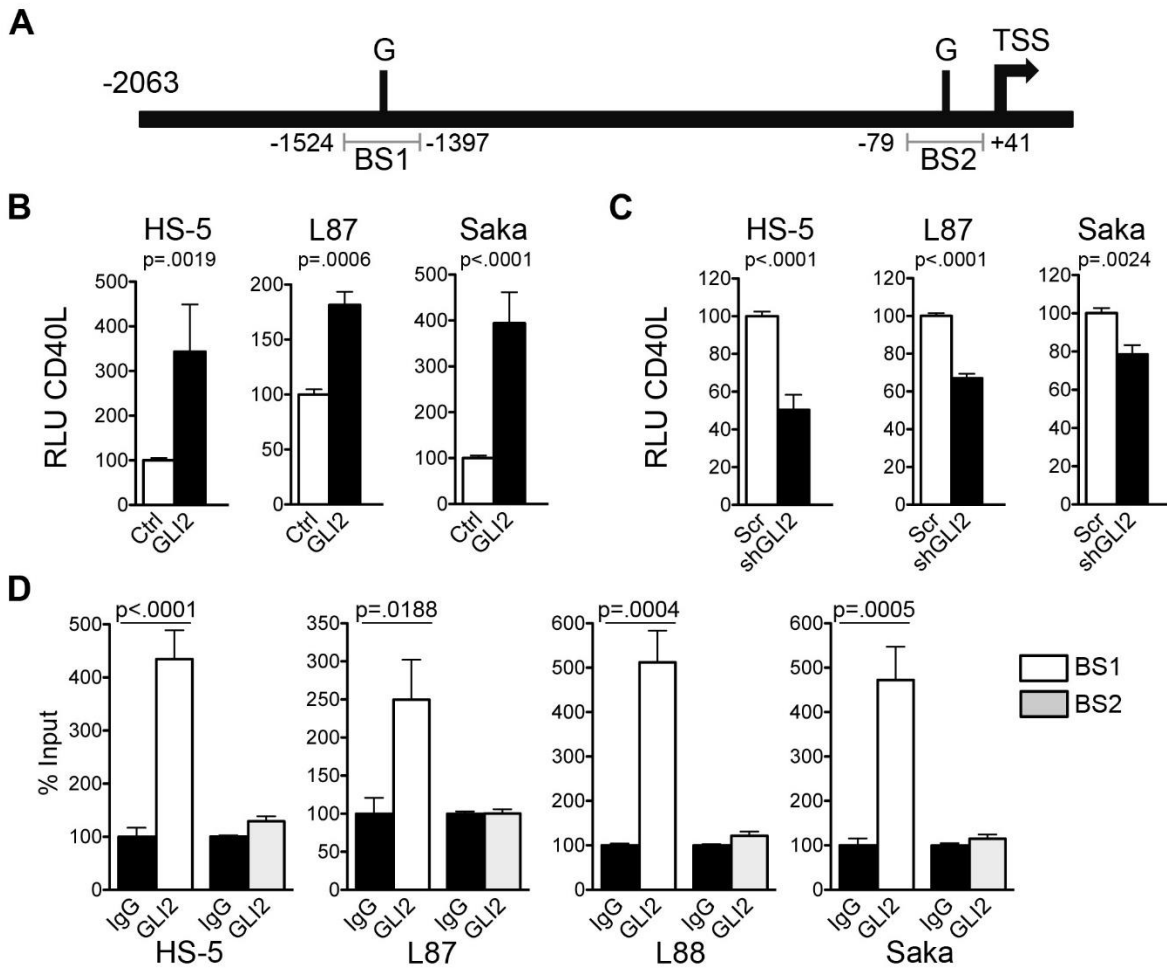 A
-2063
G
G
TSS
-1524
BS1
-1397
-79
BS2
+41
B
HS-5
L87
Saka
p=.0019
p=.0006
p<.0001
RLU CD40L
500
400
300
200
100
0
Ctrl
GLI2
200
150
100
50
0
Ctrl
GLI2
500
400
300
200
100
0
Ctrl
GLI2
C
HS-5
L87
Saka
p<.0001
p<.0001
p=.0024
RLU CD40L
120
100
80
60
40
20
0
Scr
shGLI2
120
100
80
60
40
20
0
Scr
shGLI2
120
100
80
60
40
20
0
Scr
shGLI2
D
% Input
p<.0001
500
400
300
200
100
0
IgG
GLI2
IgG
GLI2
HS-5
p=.0188
350
300
250
200
150
100
50
0
IgG
GLI2
IgG
GLI2
L87
p=.0004
600
500
400
300
200
100
0
IgG
GLI2
IgG
GLI2
L88
p=.0005
600
500
400
300
200
100
0
IgG
GLI2
IgG
GLI2
Saka
BS1
BS2